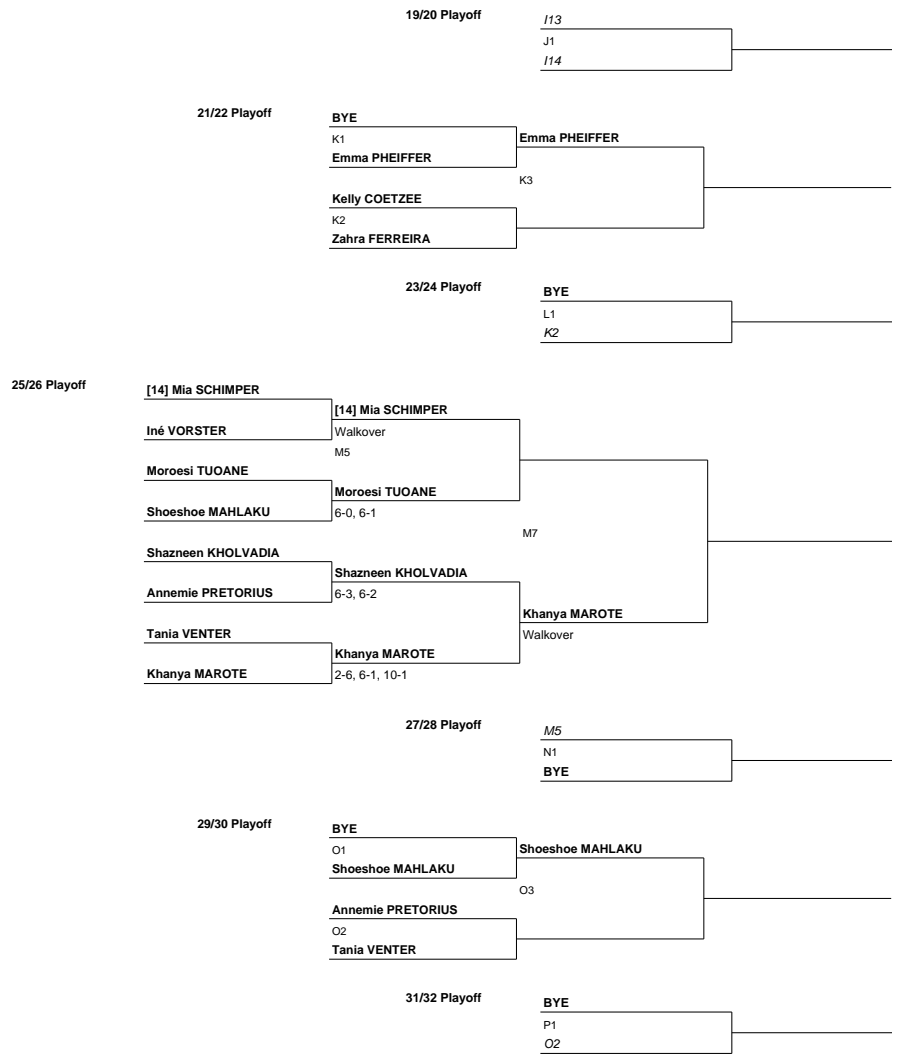 19/20 Playoff
I13
J1
I14
21/22 Playoff
BYE
K1
Emma PHEIFFER
Emma PHEIFFER
K3
Kelly COETZEE
K2
Zahra FERREIRA
23/24 Playoff
BYE
L1
K2
25/26 Playoff
[14] Mia SCHIMPER
[14] Mia SCHIMPER
Iné VORSTER
Walkover
M5
Moroesi TUOANE
Moroesi TUOANE
Shoeshoe MAHLAKU
6-0, 6-1
M7
Shazneen KHOLVADIA
Shazneen KHOLVADIA
Annemie PRETORIUS
6-3, 6-2
Khanya MAROTE
Walkover
Tania VENTER
Khanya MAROTE
Khanya MAROTE
2-6, 6-1, 10-1
27/28 Playoff
M5
N1
BYE
29/30 Playoff
BYE
O1
Shoeshoe MAHLAKU
Shoeshoe MAHLAKU
O3
Annemie PRETORIUS
O2
Tania VENTER
31/32 Playoff
BYE
P1
O2